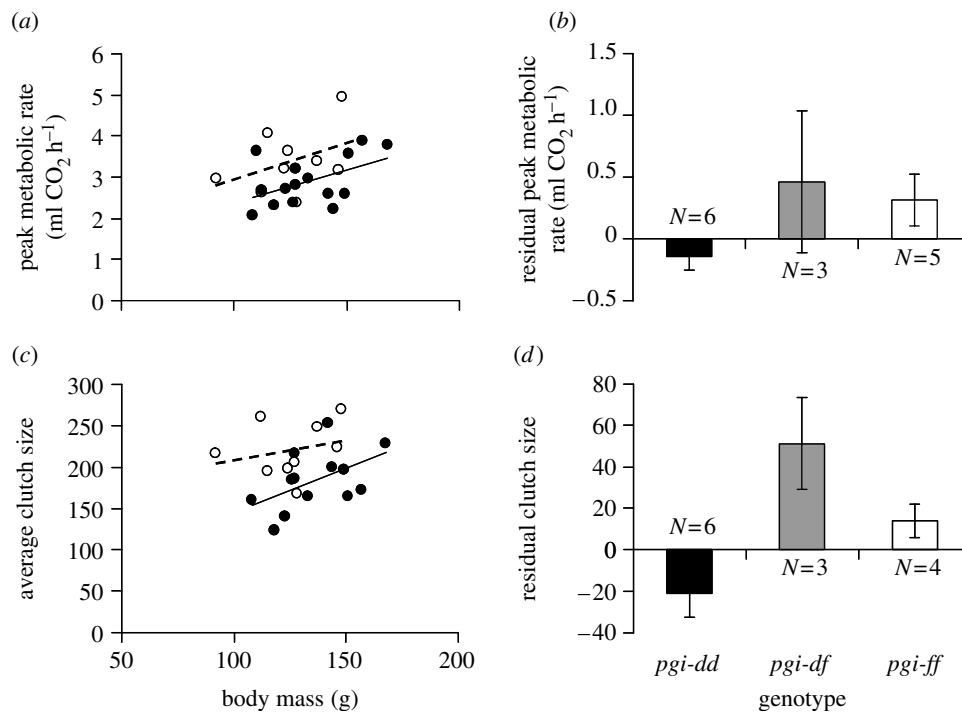 (a)
6
5
4
3
2
1
0
peak metabolic rate
(ml CO₂ h⁻¹)
(b)
1.5
1.0
0.5
0
−0.5
residual peak metabolic
rate (ml CO₂ h⁻¹)
N=6
N=3
N=5
(c)
300
250
200
150
100
50
0
average clutch size
50
100
150
200
body mass (g)
(d)
80
60
40
20
0
−20
−40
residual clutch size
N=6
N=3
N=4
pgi-dd
pgi-df
pgi-ff
genotype